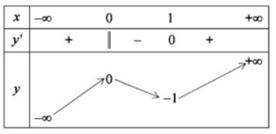 x −∞ 0 1 +∞
y' + || − 0 +
y −∞ 0 −1 +∞